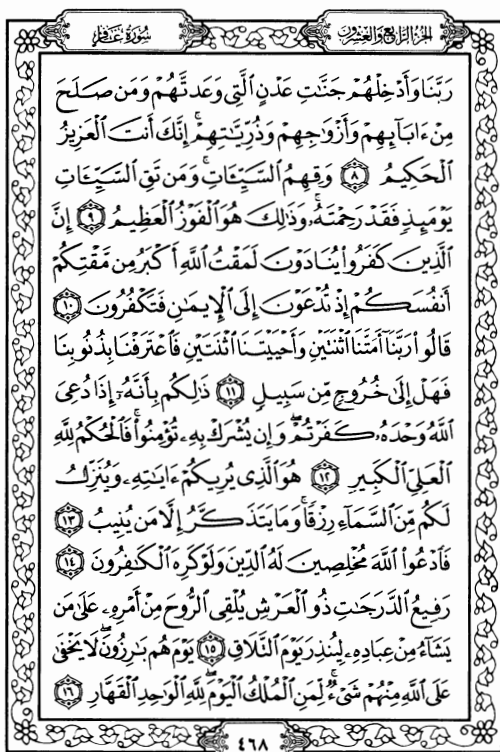 الجزء الرابع والعشرون
سورة غافر
رَبَّنَا وَأَدْخِلْهُمْ جَنَّٰتِ عَدْنٍ ٱلَّتِى وَعَدتَّهُمْ وَمَن صَلَحَ
مِنْ ءَابَآئِهِمْ وَأَزْوَٰجِهِمْ وَذُرِّيَّٰتِهِمْ ۚ إِنَّكَ أَنتَ ٱلْعَزِيزُ
ٱلْحَكِيمُ ٨ وَقِهِمُ ٱلسَّيِّـَٔاتِ ۚ وَمَن تَقِ ٱلسَّيِّـَٔاتِ
يَوْمَئِذٍ فَقَدْ رَحِمْتَهُۥ ۚ وَذَٰلِكَ هُوَ ٱلْفَوْزُ ٱلْعَظِيمُ ٩ إِنَّ
ٱلَّذِينَ كَفَرُوا۟ يُنَادَوْنَ لَمَقْتُ ٱللَّهِ أَكْبَرُ مِن مَّقْتِكُمْ
أَنفُسَكُمْ إِذْ تُدْعَوْنَ إِلَى ٱلْإِيمَٰنِ فَتَكْفُرُونَ ١٠
قَالُوا۟ رَبَّنَآ أَمَتَّنَا ٱثْنَتَيْنِ وَأَحْيَيْتَنَا ٱثْنَتَيْنِ فَٱعْتَرَفْنَا بِذُنُوبِنَا
فَهَلْ إِلَىٰ خُرُوجٍ مِّن سَبِيلٍ ١١ ذَٰلِكُم بِأَنَّهُۥٓ إِذَا دُعِىَ
ٱللَّهُ وَحْدَهُۥ كَفَرْتُمْ ۖ وَإِن يُشْرَكْ بِهِۦ تُؤْمِنُوا۟ ۚ فَٱلْحُكْمُ لِلَّهِ
ٱلْعَلِىِّ ٱلْكَبِيرِ ١٢ هُوَ ٱلَّذِى يُرِيكُمْ ءَايَٰتِهِۦ وَيُنَزِّلُ
لَكُم مِّنَ ٱلسَّمَآءِ رِزْقًا ۚ وَمَا يَتَذَكَّرُ إِلَّا مَن يُنِيبُ ١٣
فَٱدْعُوا۟ ٱللَّهَ مُخْلِصِينَ لَهُ ٱلدِّينَ وَلَوْ كَرِهَ ٱلْكَٰفِرُونَ ١٤
رَفِيعُ ٱلدَّرَجَٰتِ ذُو ٱلْعَرْشِ يُلْقِى ٱلرُّوحَ مِنْ أَمْرِهِۦ عَلَىٰ مَن
يَشَآءُ مِنْ عِبَادِهِۦ لِيُنذِرَ يَوْمَ ٱلتَّلَاقِ ١٥ يَوْمَ هُم بَٰرِزُونَ ۖ لَا يَخْفَىٰ
عَلَى ٱللَّهِ مِنْهُمْ شَىْءٌ ۚ لِّمَنِ ٱلْمُلْكُ ٱلْيَوْمَ ۖ لِلَّهِ ٱلْوَٰحِدِ ٱلْقَهَّارِ ١٦
٤٦٨